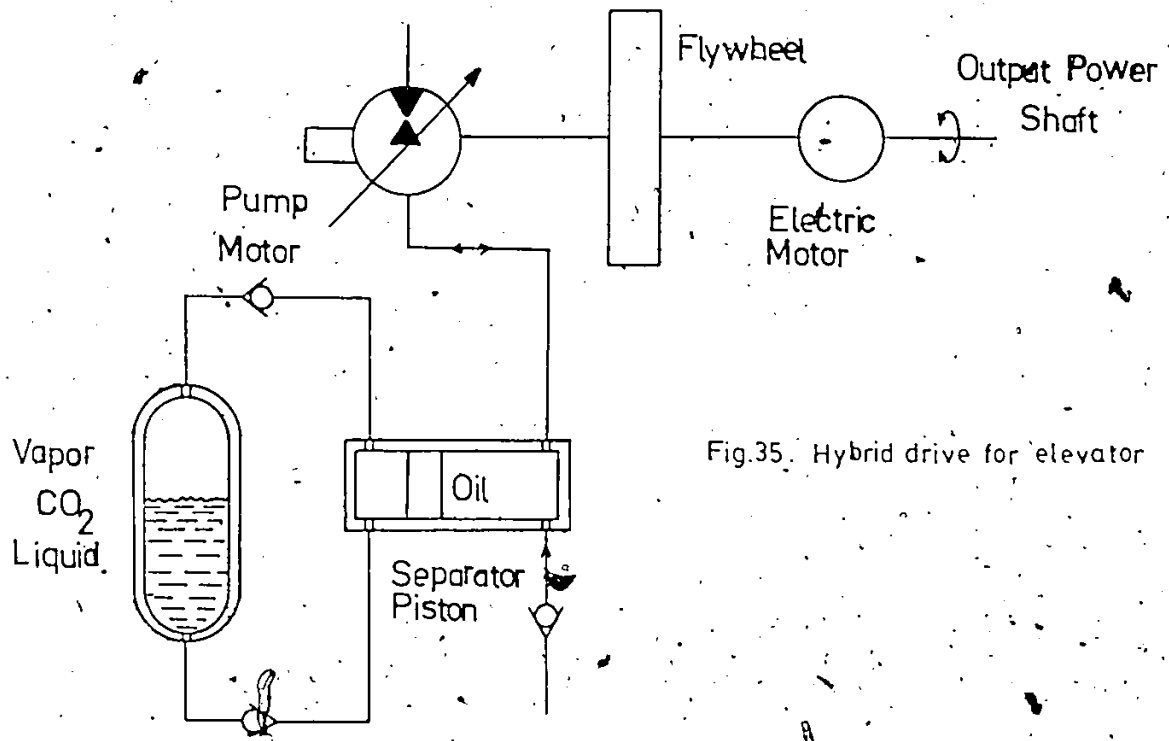 Flywheel
Output Power
Shaft
Pump
Motor
Electric
Motor
Vapor
CO2
Liquid.
Oil
Separator
Piston
Fig.35. Hybrid drive for elevator